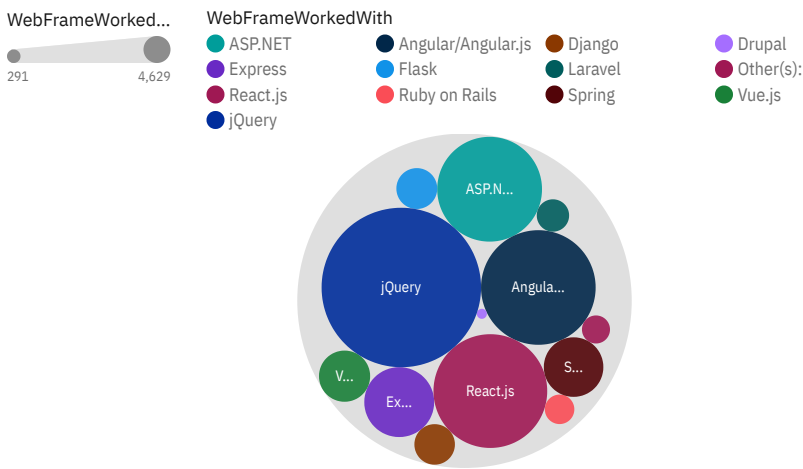 WebFrameWorked...
291 4,629
WebFrameWorkedWith
ASP.NET Angular/Angular.js Django Drupal
Express Flask Laravel Other(s):
React.js Ruby on Rails Spring Vue.js
jQuery
ASP.N...
jQuery
Angula...
V...
Ex...
React.js
S...